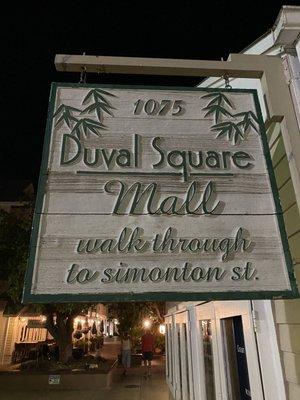 1075
Duval Square
Mall
walk through
to simonton st.